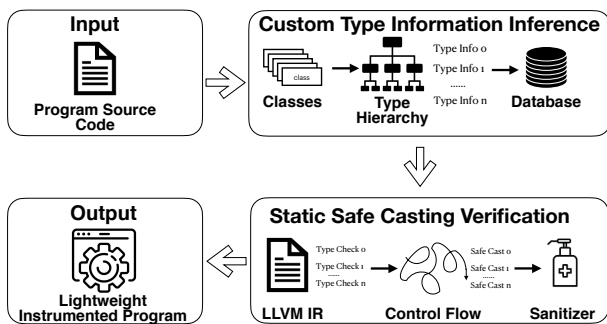 Input
Program Source
Code
Custom Type Information Inference
class
Classes
Type
Hierarchy
Type Info 0
Type Info 1
......
Type Info n
Database
Output
Lightweight
Instrumented Program
Static Safe Casting Verification
LLVM IR
Type Check 0
Type Check 1
......
Type Check n
Control Flow
Safe Cast 0
Safe Cast 1
......
Safe Cast n
Sanitizer